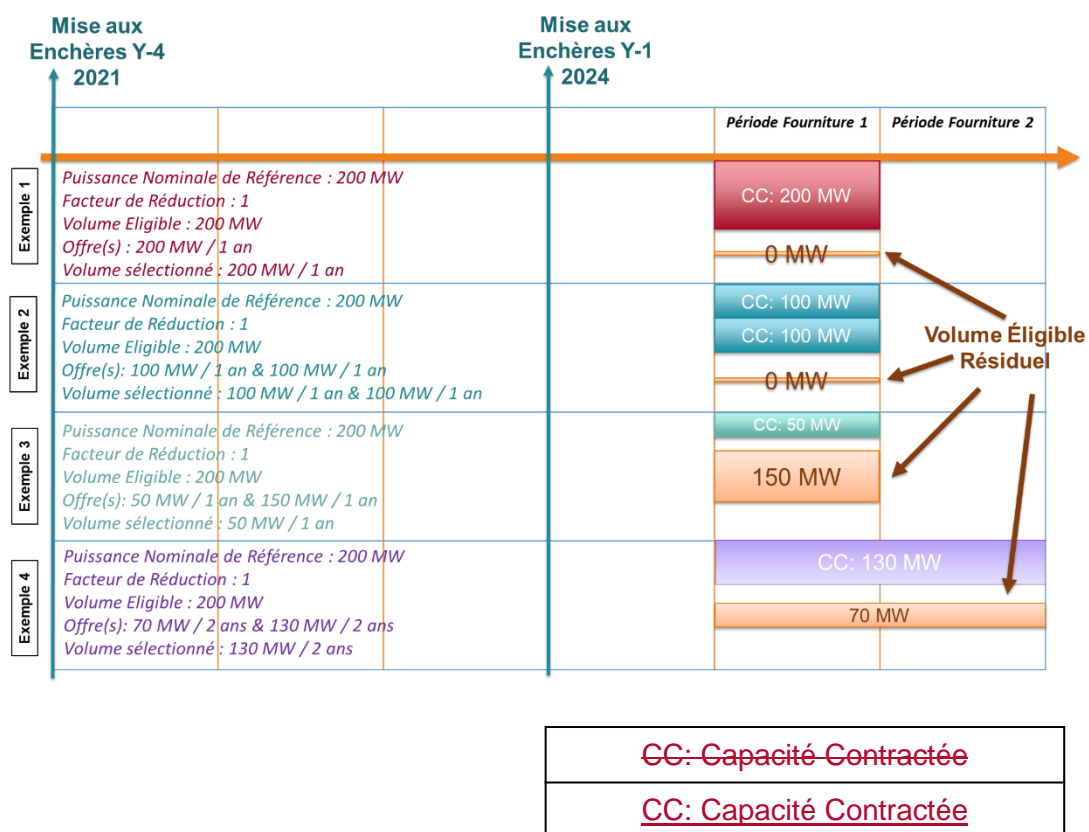 Mise aux
Enchères Y-4
2021
Mise aux
Enchères Y-1
2024
Période Fourniture 1
Période Fourniture 2
Exemple 1
Puissance Nominale de Référence : 200 MW
Facteur de Réduction : 1
Volume Eligible : 200 MW
Offre(s) : 200 MW / 1 an
Volume sélectionné : 200 MW / 1 an
CC: 200 MW
0 MW
Exemple 2
Puissance Nominale de Référence : 200 MW
Facteur de Réduction : 1
Volume Eligible : 200 MW
Offre(s): 100 MW / 1 an & 100 MW / 1 an
Volume sélectionné : 100 MW / 1 an & 100 MW / 1 an
CC: 100 MW
CC: 100 MW
0 MW
Volume Éligible
Résiduel
Exemple 3
Puissance Nominale de Référence : 200 MW
Facteur de Réduction : 1
Volume Eligible : 200 MW
Offre(s): 50 MW / 1 an & 150 MW / 1 an
Volume sélectionné : 50 MW / 1 an
CC: 50 MW
150 MW
Exemple 4
Puissance Nominale de Référence : 200 MW
Facteur de Réduction : 1
Volume Eligible : 200 MW
Offre(s): 70 MW / 2 ans & 130 MW / 2 ans
Volume sélectionné : 130 MW / 2 ans
CC: 130 MW
70 MW
CC: Capacité Contractée
CC: Capacité Contractée